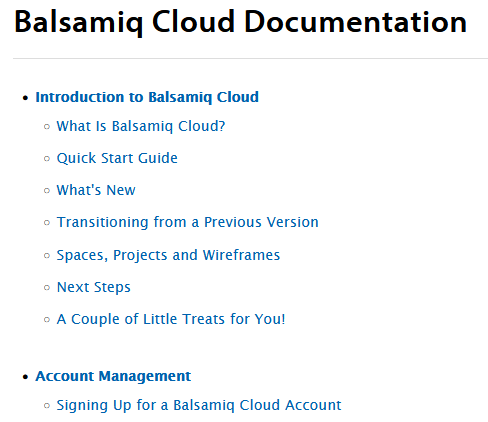 Balsamiq Cloud Documentation
Introduction to Balsamiq Cloud
What Is Balsamiq Cloud?
Quick Start Guide
What's New
Transitioning from a Previous Version
Spaces, Projects and Wireframes
Next Steps
A Couple of Little Treats for You!
Account Management
Signing Up for a Balsamiq Cloud Account